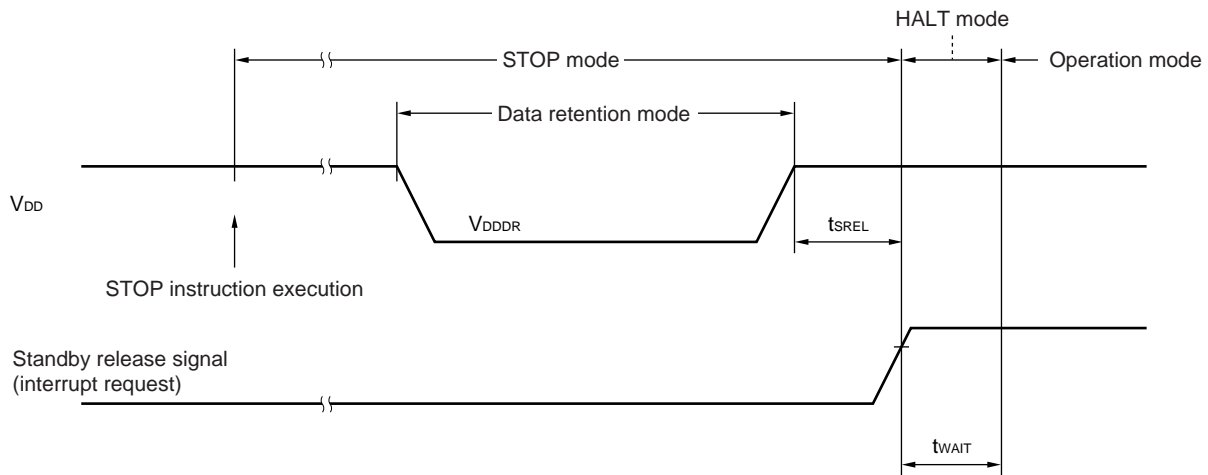 HALT mode
STOP mode
Operation mode
Data retention mode
VDD
VDDDR
tSREL
STOP instruction execution
Standby release signal
(interrupt request)
tWAIT